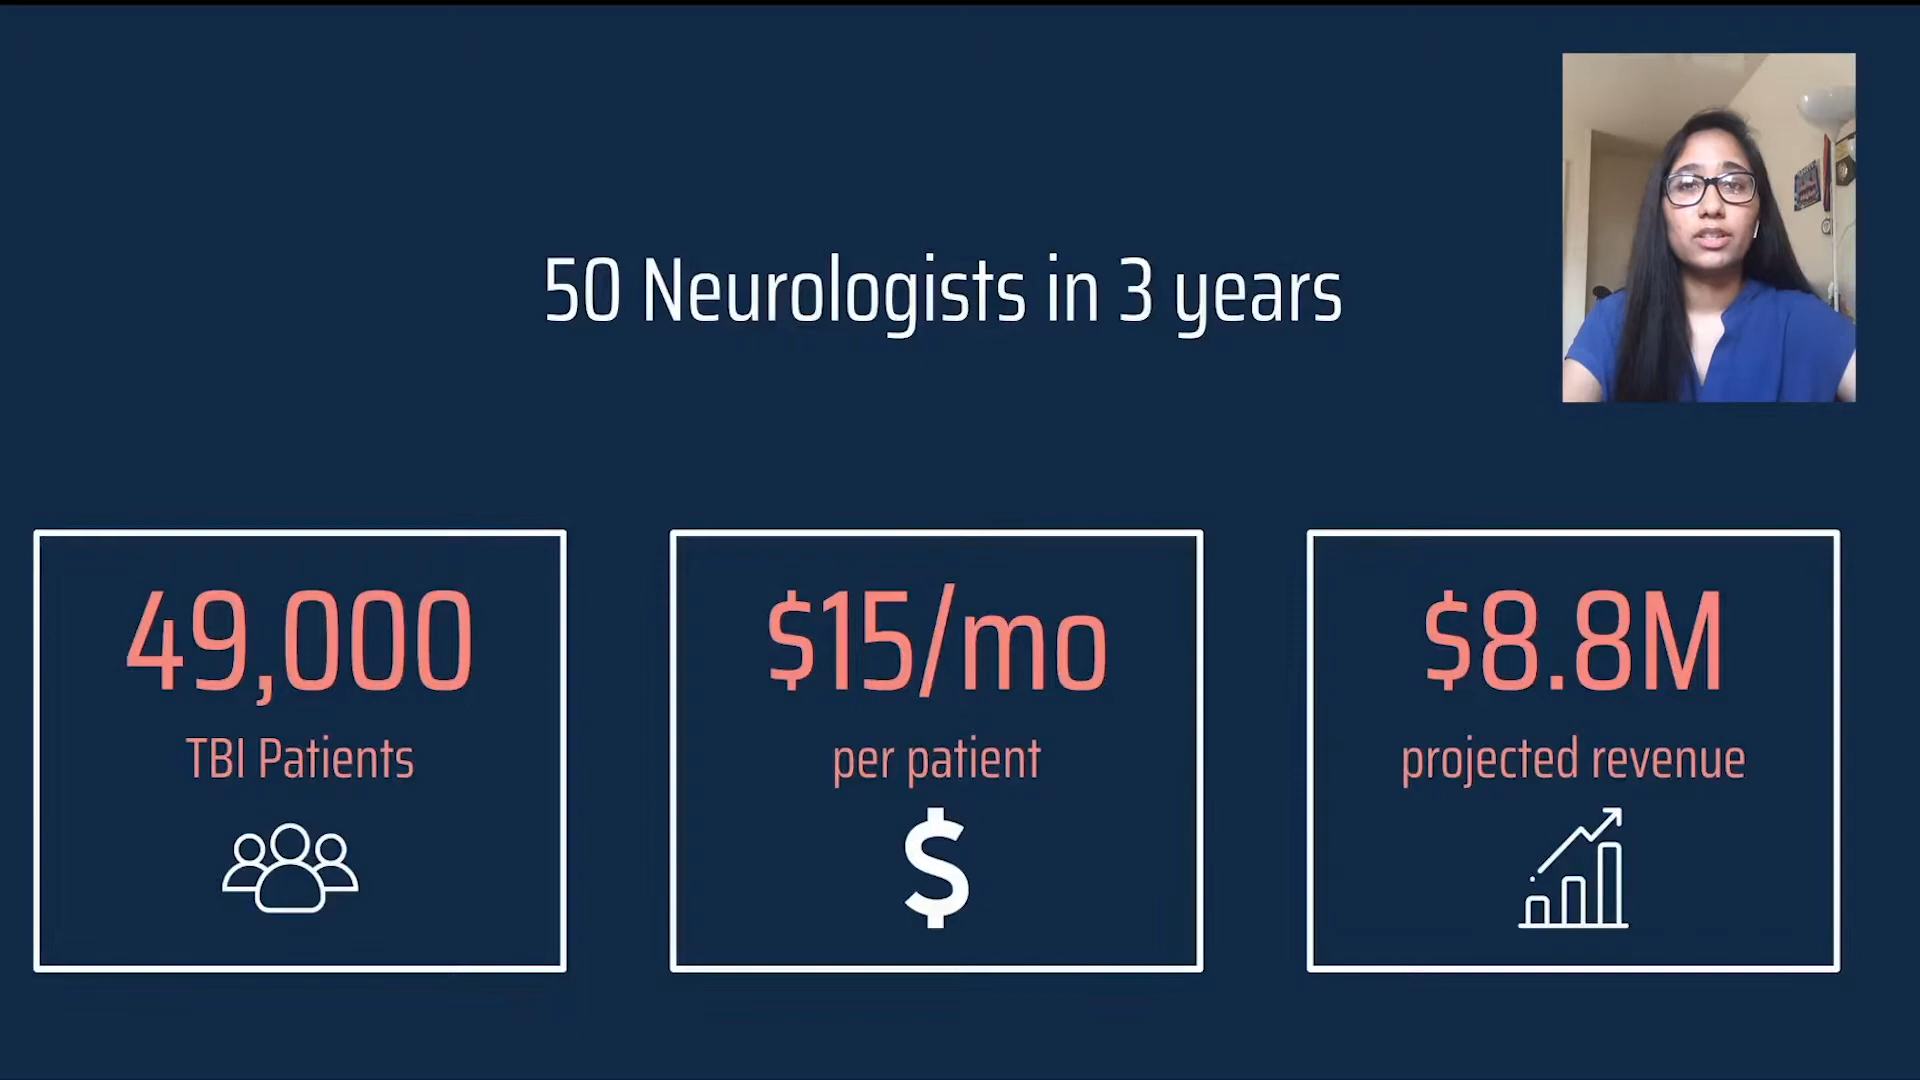 50 Neurologists in 3 years
49,000
TBI Patients
$15/mo
per patient
$
$8.8M
projected revenue